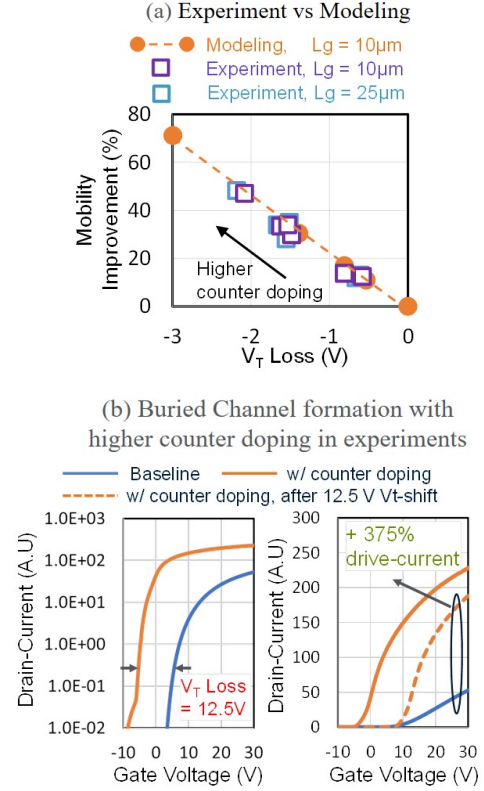 (a) Experiment vs Modeling
Modeling, Lg = 10µm
Experiment, Lg = 10µm
Experiment, Lg = 25µm
Mobility
Improvement (%)
80
60
40
20
0
Higher
counter doping
-3
-2
-1
0
V_T Loss (V)
(b) Buried Channel formation with
higher counter doping in experiments
Baseline
w/ counter doping
w/ counter doping, after 12.5 V Vt-shift
Drain-Current (A.U)
1.0E+03
1.0E+02
1.0E+01
1.0E+00
1.0E-01
1.0E-02
V_T Loss
= 12.5V
-10 0 10 20 30
Gate Voltage (V)
Drain-Current (A.U)
300
250
200
150
100
50
0
+ 375%
drive-current
-10 0 10 20 30
Gate Voltage (V)